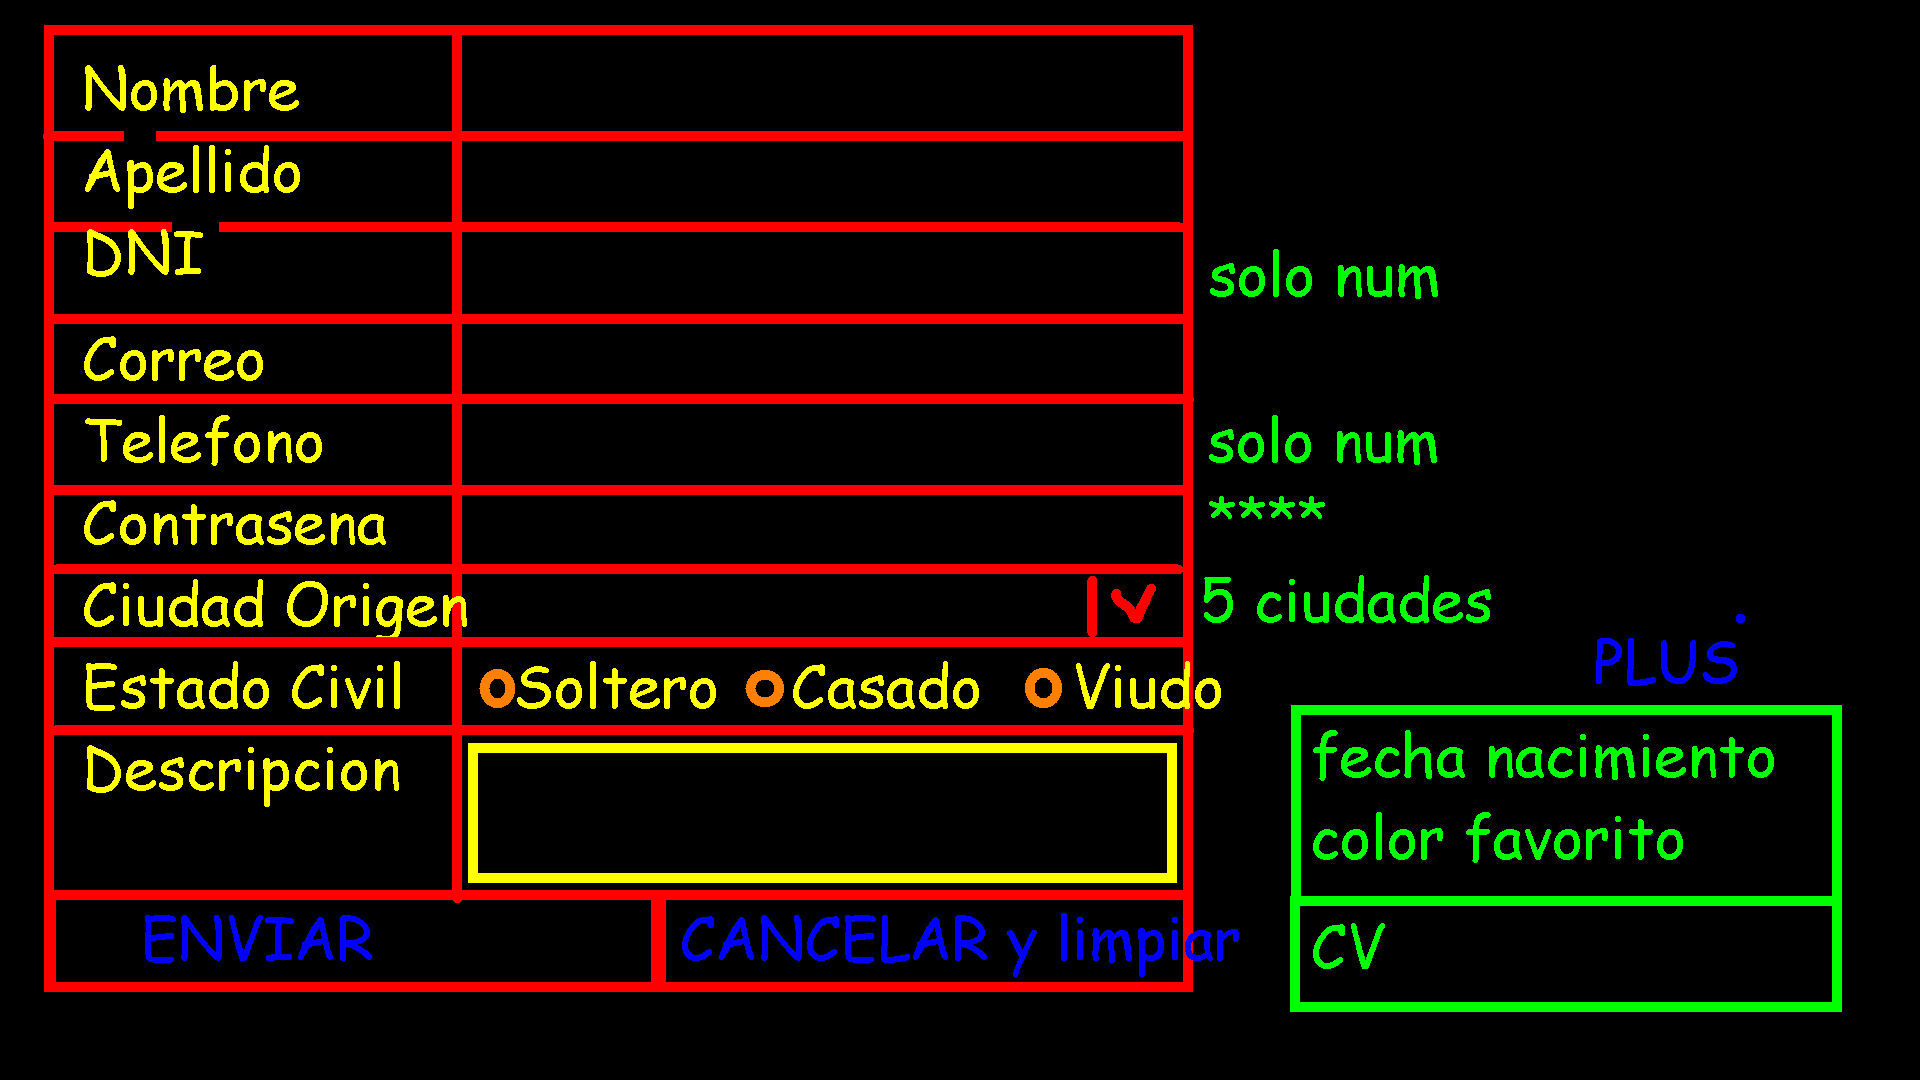 Nombre
Apellido
DNI
solo num
Correo
Telefono
solo num
Contrasena
****
Ciudad Origen
5 ciudades
Estado Civil
Soltero
Casado
Viudo
Descripcion
ENVIAR
CANCELAR y limpiar
PLUS
fecha nacimiento
color favorito
CV